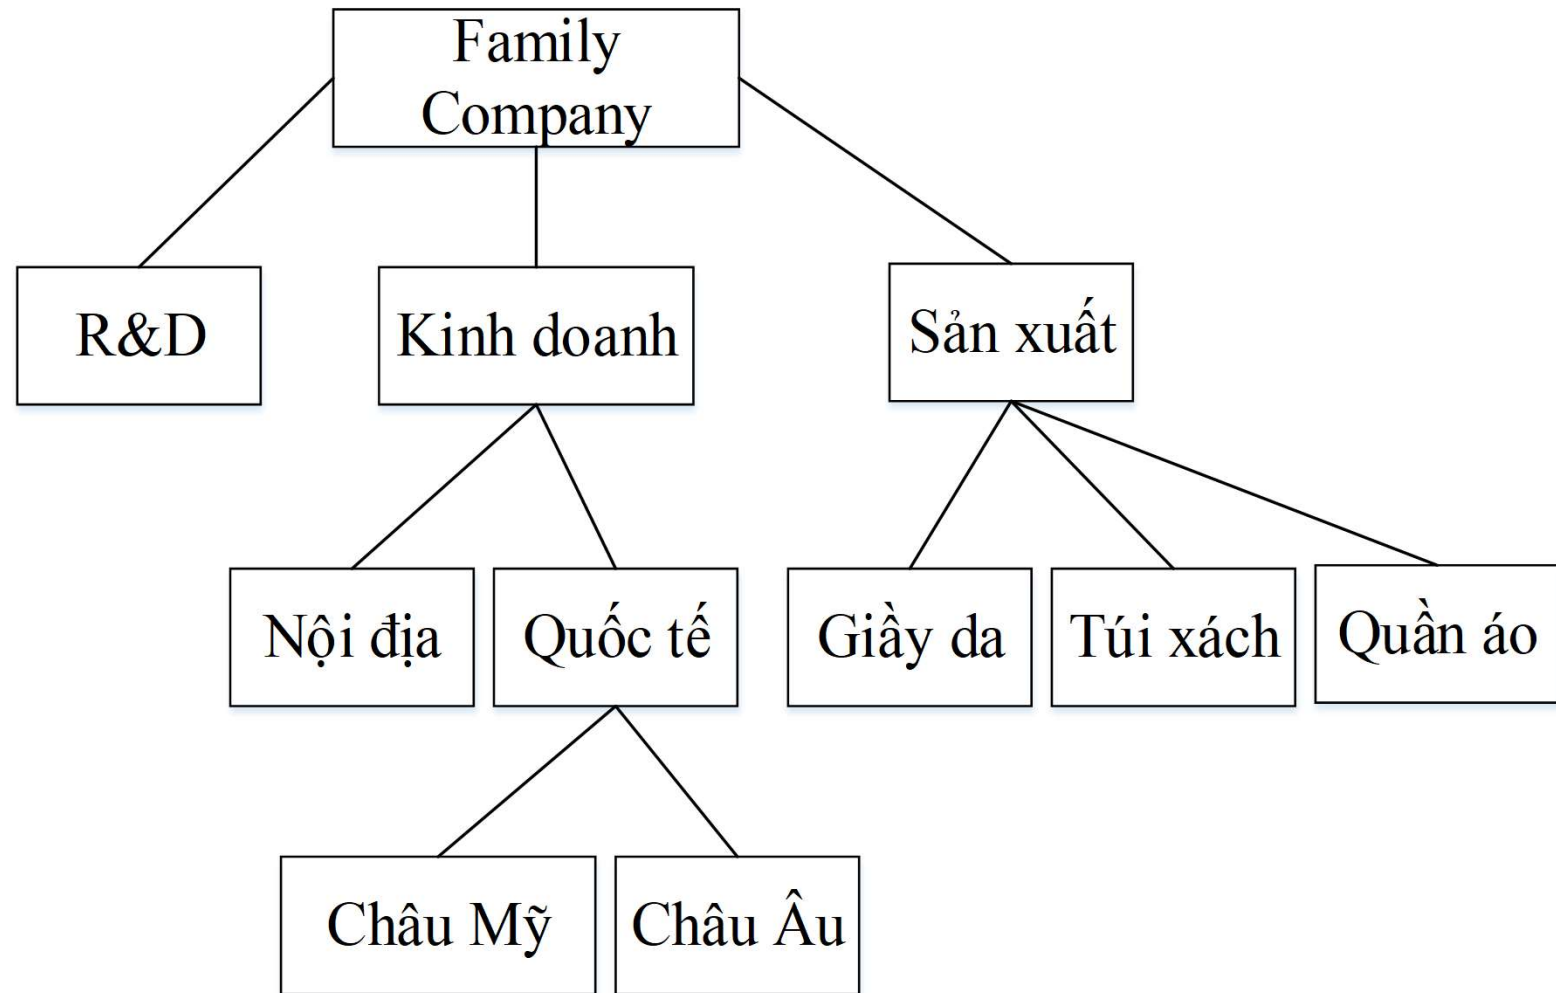 Family
Company
R&D
Kinh doanh
Sản xuất
Nội địa
Quốc tế
Giầy da
Túi xách
Quần áo
Châu Mỹ
Châu Âu